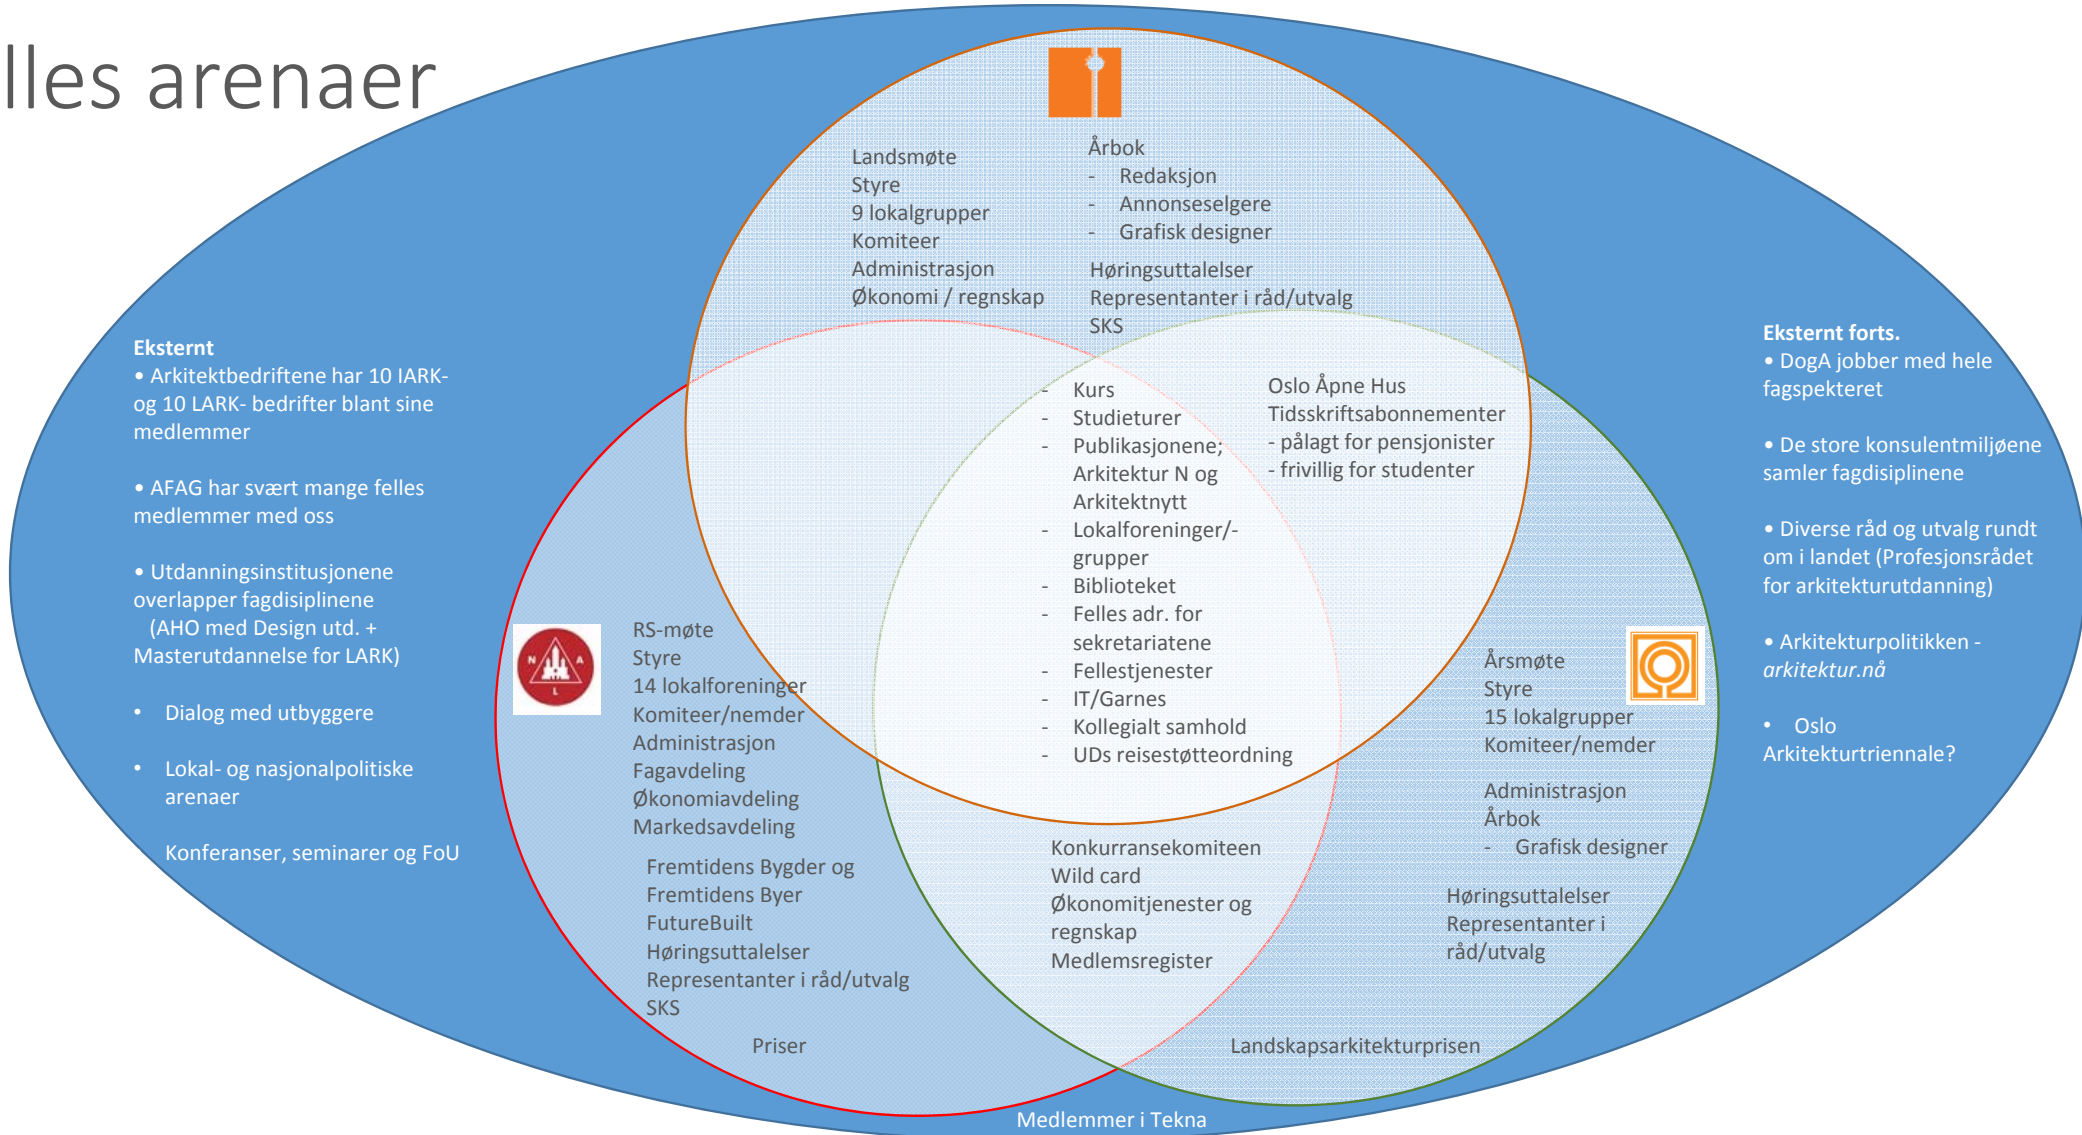 lles arenaer
Landsmøte
Styre
9 lokalgrupper
Komiteer
Administrasjon
Økonomi / regnskap
Årbok
- Redaksjon
- Annonseselgere
- Grafisk designer
Høringsuttalelser
Representanter i råd/utvalg
SKS
Eksternt
• Arkitektbedriftene har 10 IARK-
og 10 LARK- bedrifter blant sine
medlemmer
• AFAG har svært mange felles
medlemmer med oss
• Utdanningsinstitusjonene
overlapper fagdisiplinene
(AHO med Design utd. +
Masterutdannelse for LARK)
• Dialog med utbyggere
• Lokal- og nasjonalpolitiske
arenaer
Konferanser, seminarer og FoU
- Kurs
- Studieturer
- Publikasjonene;
Arkitektur N og
Arkitektnytt
- Lokalforeninger/-
grupper
- Biblioteket
- Felles adr. for
sekretariatene
- Fellestjenester
- IT/Garnes
- Kollegialt samhold
- UDs reisestøtteordning
Oslo Åpne Hus
Tidsskriftsabonnementer
- pålagt for pensjonister
- frivillig for studenter
Eksternt forts.
• DogA jobber med hele
fagspekteret
• De store konsulentmiljøene
samler fagdisiplinene
• Diverse råd og utvalg rundt
om i landet (Profesjonsrådet
for arkitekturutdanning)
• Arkitekturpolitikken -
arkitektur.nå
• Oslo
Arkitekturtriennale?
N A
L
RS-møte
Styre
14 lokalforeninger
Komiteer/nemder
Administrasjon
Fagavdeling
Økonomiavdeling
Markedsavdeling
Fremtidens Bygder og
Fremtidens Byer
FutureBuilt
Høringsuttalelser
Representanter i råd/utvalg
SKS
Priser
Konkurransekomiteen
Wild card
Økonomitjenester og
regnskap
Medlemsregister
Årsmøte
Styre
15 lokalgrupper
Komiteer/nemder
Administrasjon
Årbok
- Grafisk designer
Høringsuttalelser
Representanter i
råd/utvalg
Landskapsarkitekturprisen
Medlemmer i Tekna